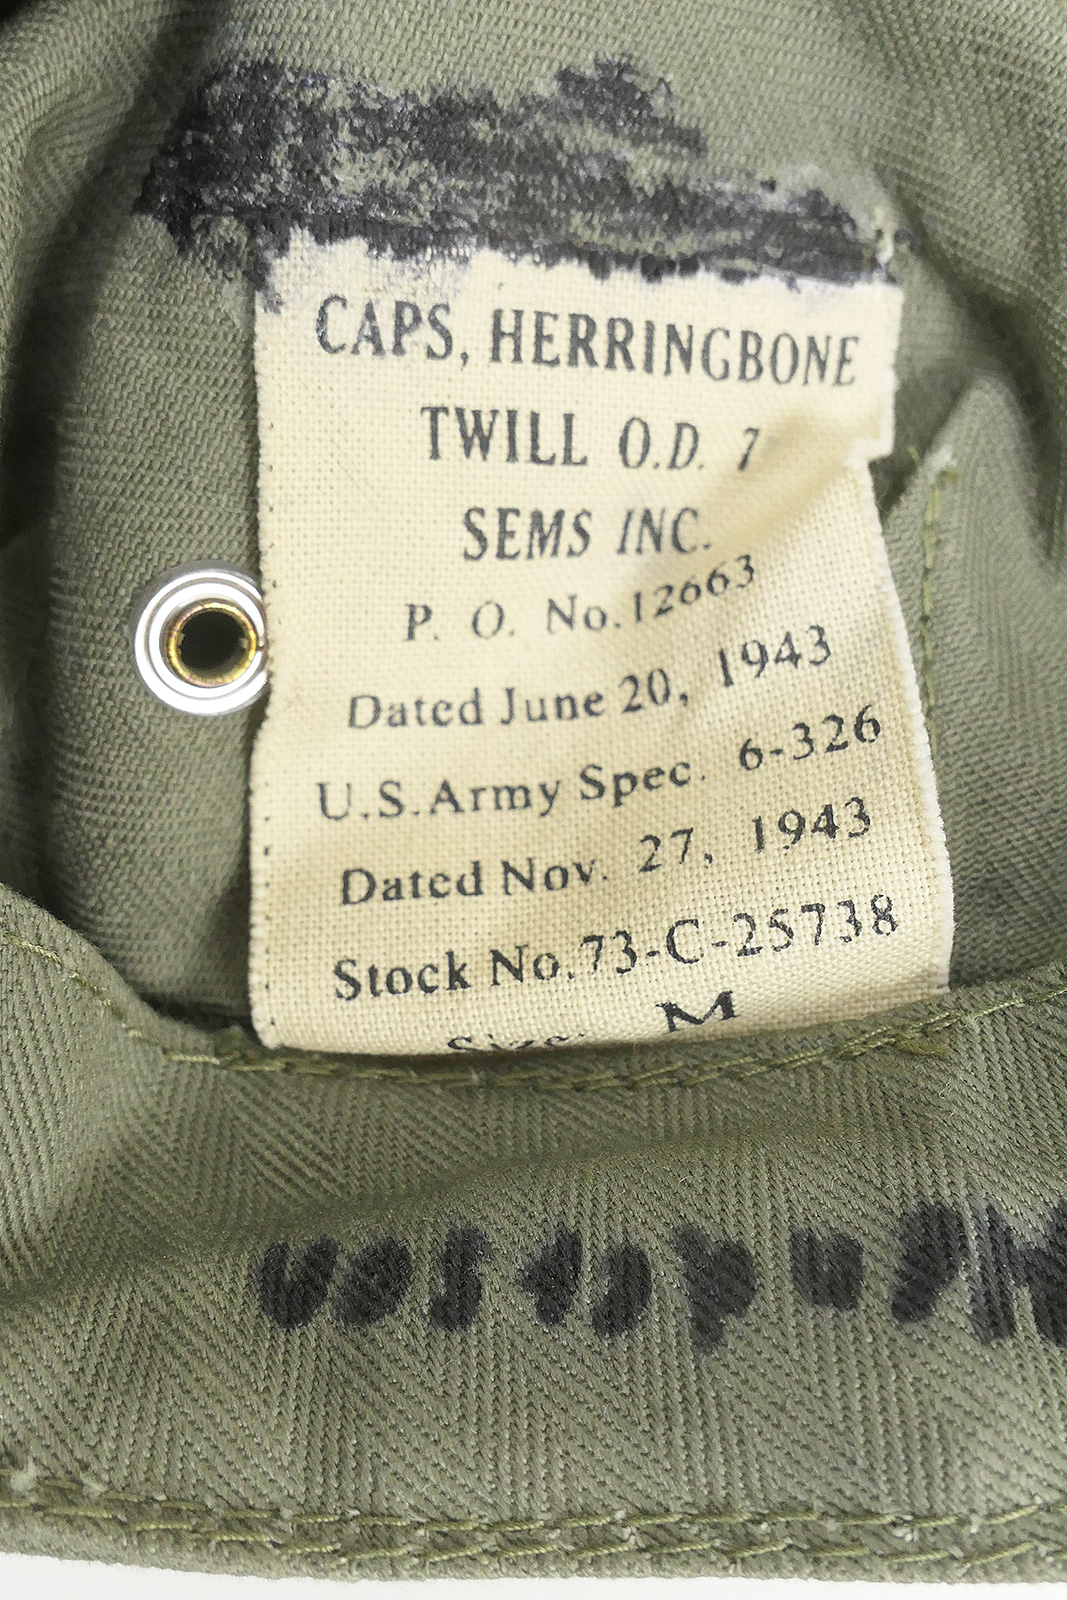 CAPS, HERRINGBONE
TWILL O.D. 7
SEMS INC.
P. O. No. 12663
Dated June 20, 1943
U.S. Army Spec. 6-326
Dated Nov. 27, 1943
Stock No. 73-C-25738
Size: M